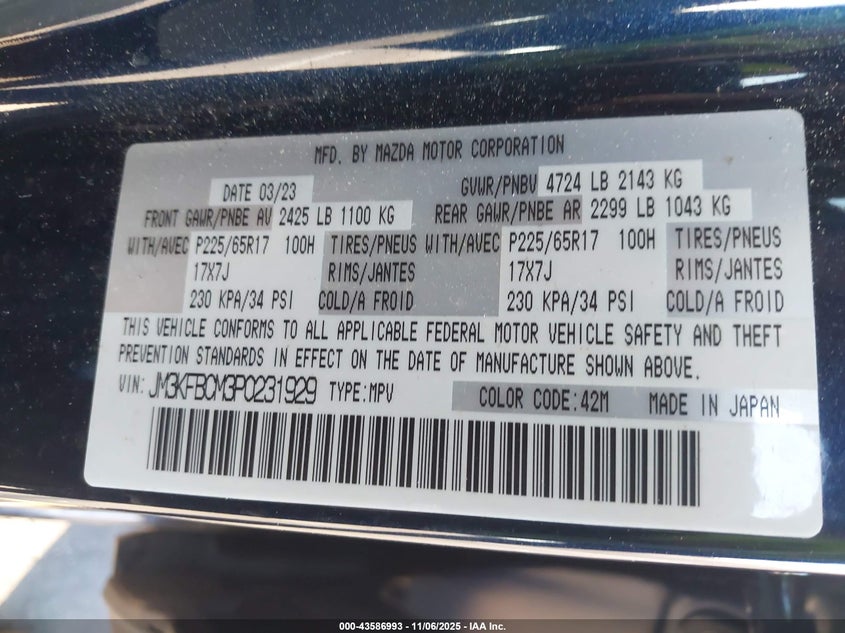 MFD. BY MAZDA MOTOR CORPORATION
DATE 03/23 GVWR/PNBV 4724 LB 2143 KG
FRONT GAWR/PNBE AV 2425 LB 1100 KG REAR GAWR/PNBE AR 2299 LB 1043 KG
WITH/AVEC P225/65R17 100H TIRES/PNEUS WITH/AVEC P225/65R17 100H TIRES/PNEUS
17X7J RIMS/JANTES 17X7J RIMS/JANTES
230 KPA/34 PSI COLD/A FROID 230 KPA/34 PSI COLD/A FROID
THIS VEHICLE CONFORMS TO ALL APPLICABLE FEDERAL MOTOR VEHICLE SAFETY AND THEFT
PREVENTION STANDARDS IN EFFECT ON THE DATE OF MANUFACTURE SHOWN ABOVE.
VIN: JM3KFBCM3P0231929 TYPE:MPV COLOR CODE:42M MADE IN JAPAN
000-43586993 - 11/06/2025 - IAA Inc.